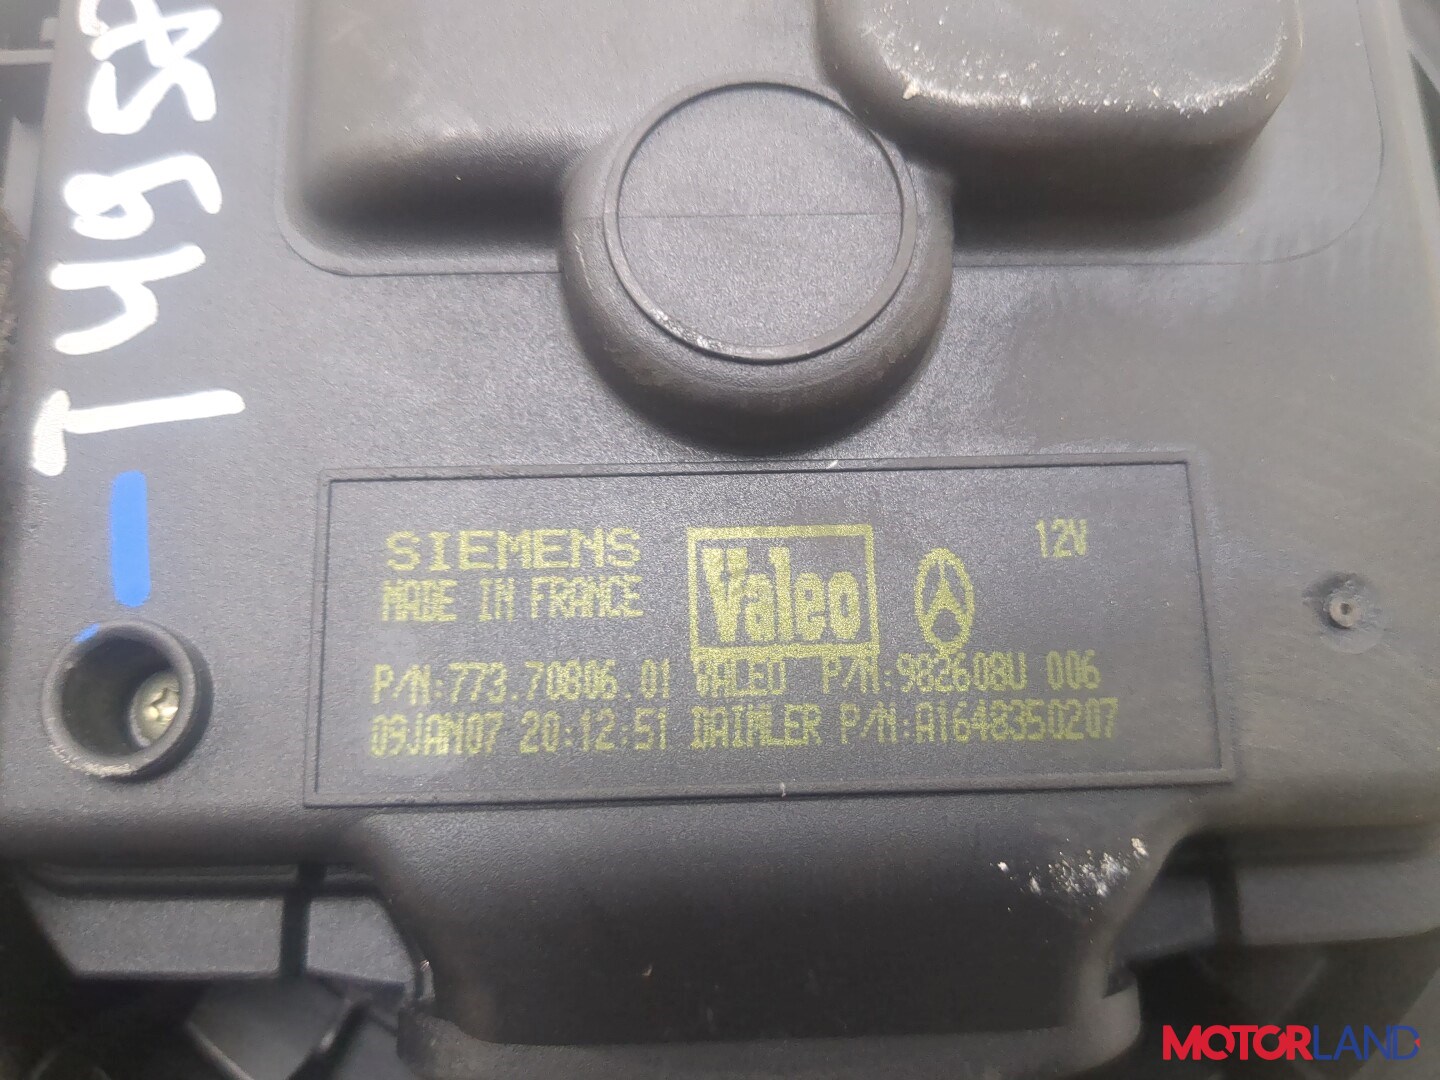 SIEMENS
MADE IN FRANCE
Valeo
12V
P/N:773.70806.01 VALEO P/N:982608U 006
09JAN07 20:12:51 DAIMLER P/N:A1648350207
MOTORLAND